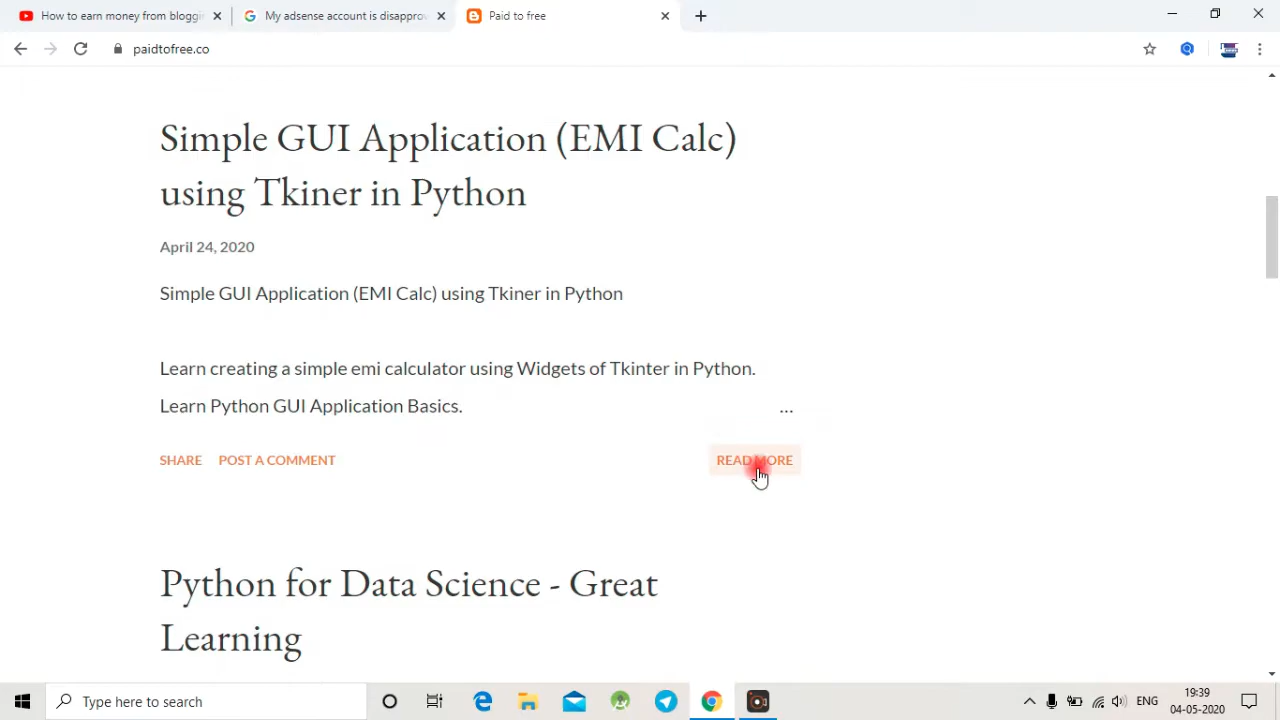 How to earn money from bloggi
My adsense account is disapprov
Paid to free
paidtofree.co
Simple GUI Application (EMI Calc)
using Tkiner in Python
April 24, 2020
Simple GUI Application (EMI Calc) using Tkiner in Python
Learn creating a simple emi calculator using Widgets of Tkinter in Python.
Learn Python GUI Application Basics. ...
SHARE POST A COMMENT READ MORE
Python for Data Science - Great
Learning
Type here to search
ENG
19:39
04-05-2020